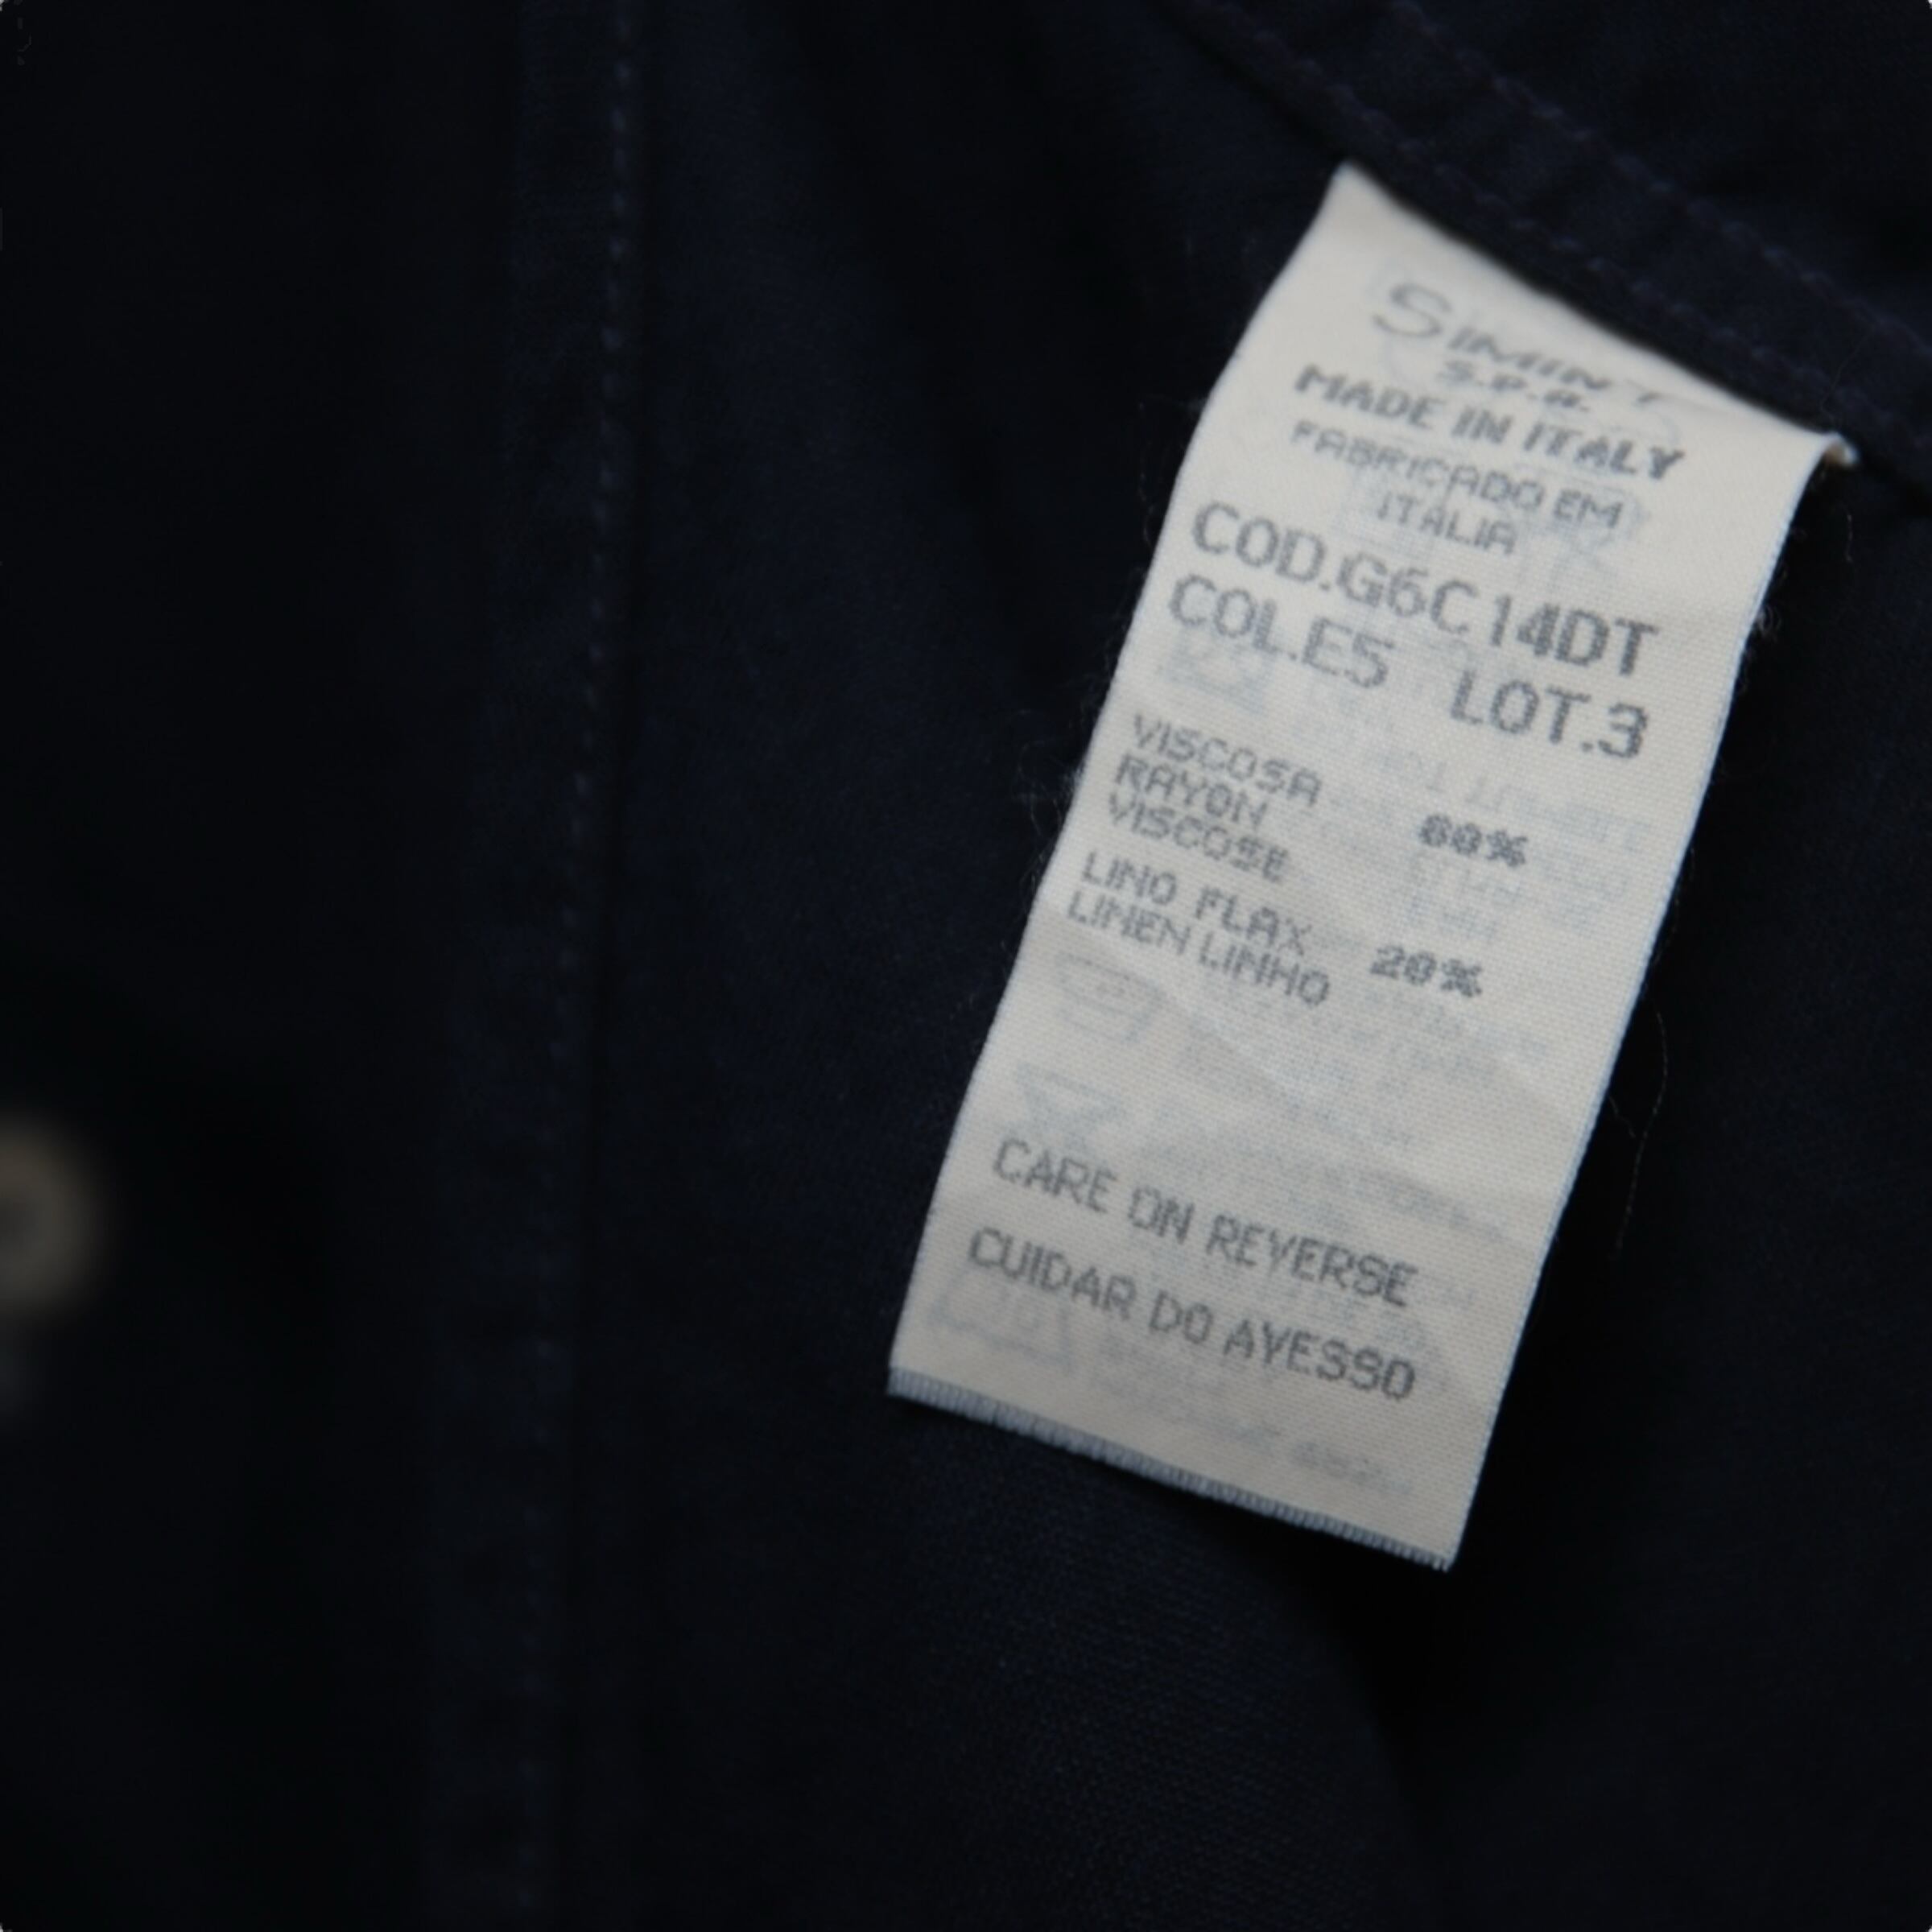 SIMINT
S.p.a.
MADE IN ITALY
FABRICADO EM
ITALIA
COD.G6C14DT
COL.E5 LOT.3
VISCOSA
RAYON
VISCOSE 80%
LINO FLAX
LINEN LINHO 20%
CARE ON REVERSE
CUIDAR DO AVESSO